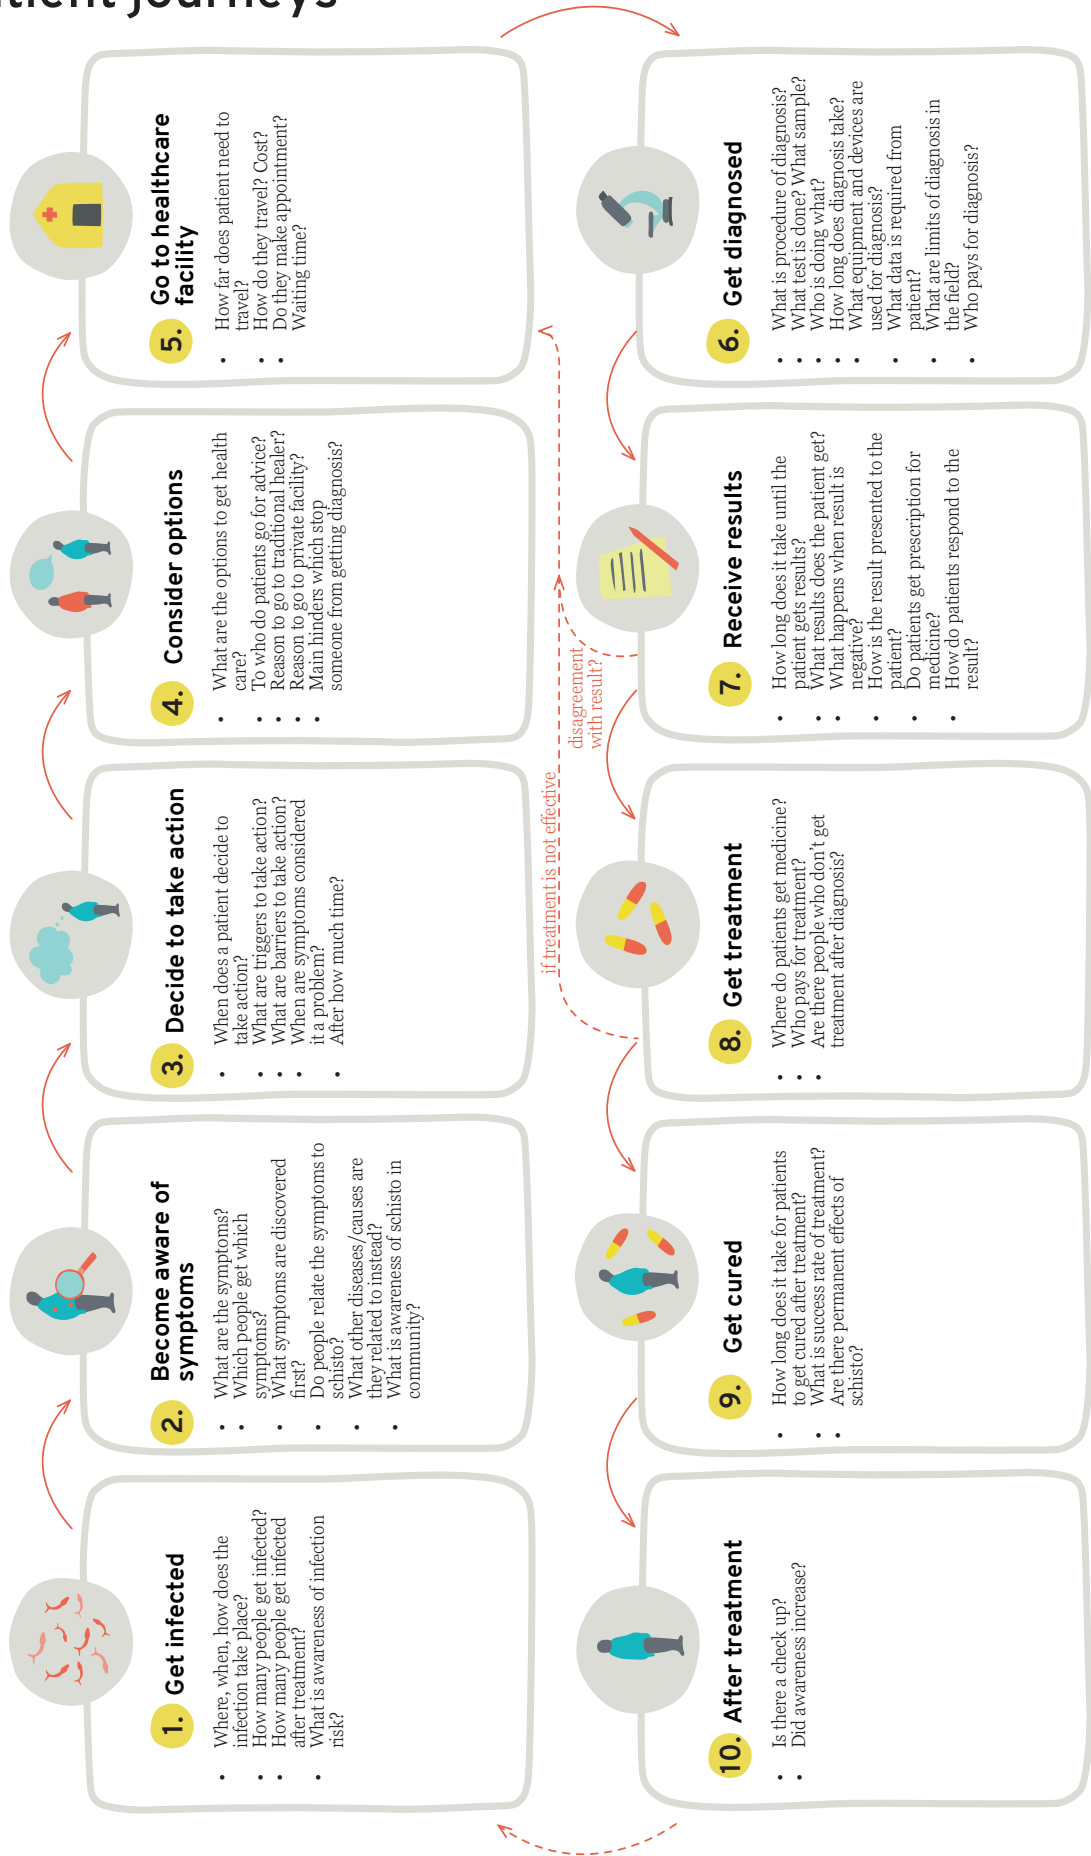 tient journeys
1. Get infected
• Where, when, how does the
infection take place?
• How many people get infected?
• How many people get infected
after treatment?
• What is awareness of infection
risk?
2. Become aware of
symptoms
• What are the symptoms?
• Which people get which
symptoms?
• What symptoms are discovered
first?
• Do people relate the symptoms to
schisto?
• What other diseases/causes are
they related to instead?
• What is awareness of schisto in
community?
3. Decide to take action
• When does a patient decide to
take action?
• What are triggers to take action?
• What are barriers to take action?
• When are symptoms considered
it a problem?
• After how much time?
4. Consider options
• What are the options to get health
care?
• To who do patients go for advice?
• Reason to go to traditional healer?
• Reason to go to private facility?
• Main hinders which stop
someone from getting diagnosis?
5. Go to healthcare
facility
• How far does patient need to
travel?
• How do they travel? Cost?
• Do they make appointment?
Waiting time?
if treatment is not effective
disagreement
with result?
6. Get diagnosed
• What is procedure of diagnosis?
• What test is done? What sample?
• Who is doing what?
• How long does diagnosis take?
• What equipment and devices are
used for diagnosis?
• What data is required from
patient?
• What are limits of diagnosis in
the field?
• Who pays for diagnosis?
7. Receive results
• How long does it take until the
patient gets results?
• What results does the patient get?
• What happens when result is
negative?
• How is the result presented to the
patient?
• Do patients get prescription for
medicine?
• How do patients respond to the
result?
8. Get treatment
• Where do patients get medicine?
• Who pays for treatment?
• Are there people who don't get
treatment after diagnosis?
9. Get cured
• How long does it take for patients
to get cured after treatment?
• What is success rate of treatment?
• Are there permanent effects of
schisto?
10. After treatment
• Is there a check up?
• Did awareness increase?